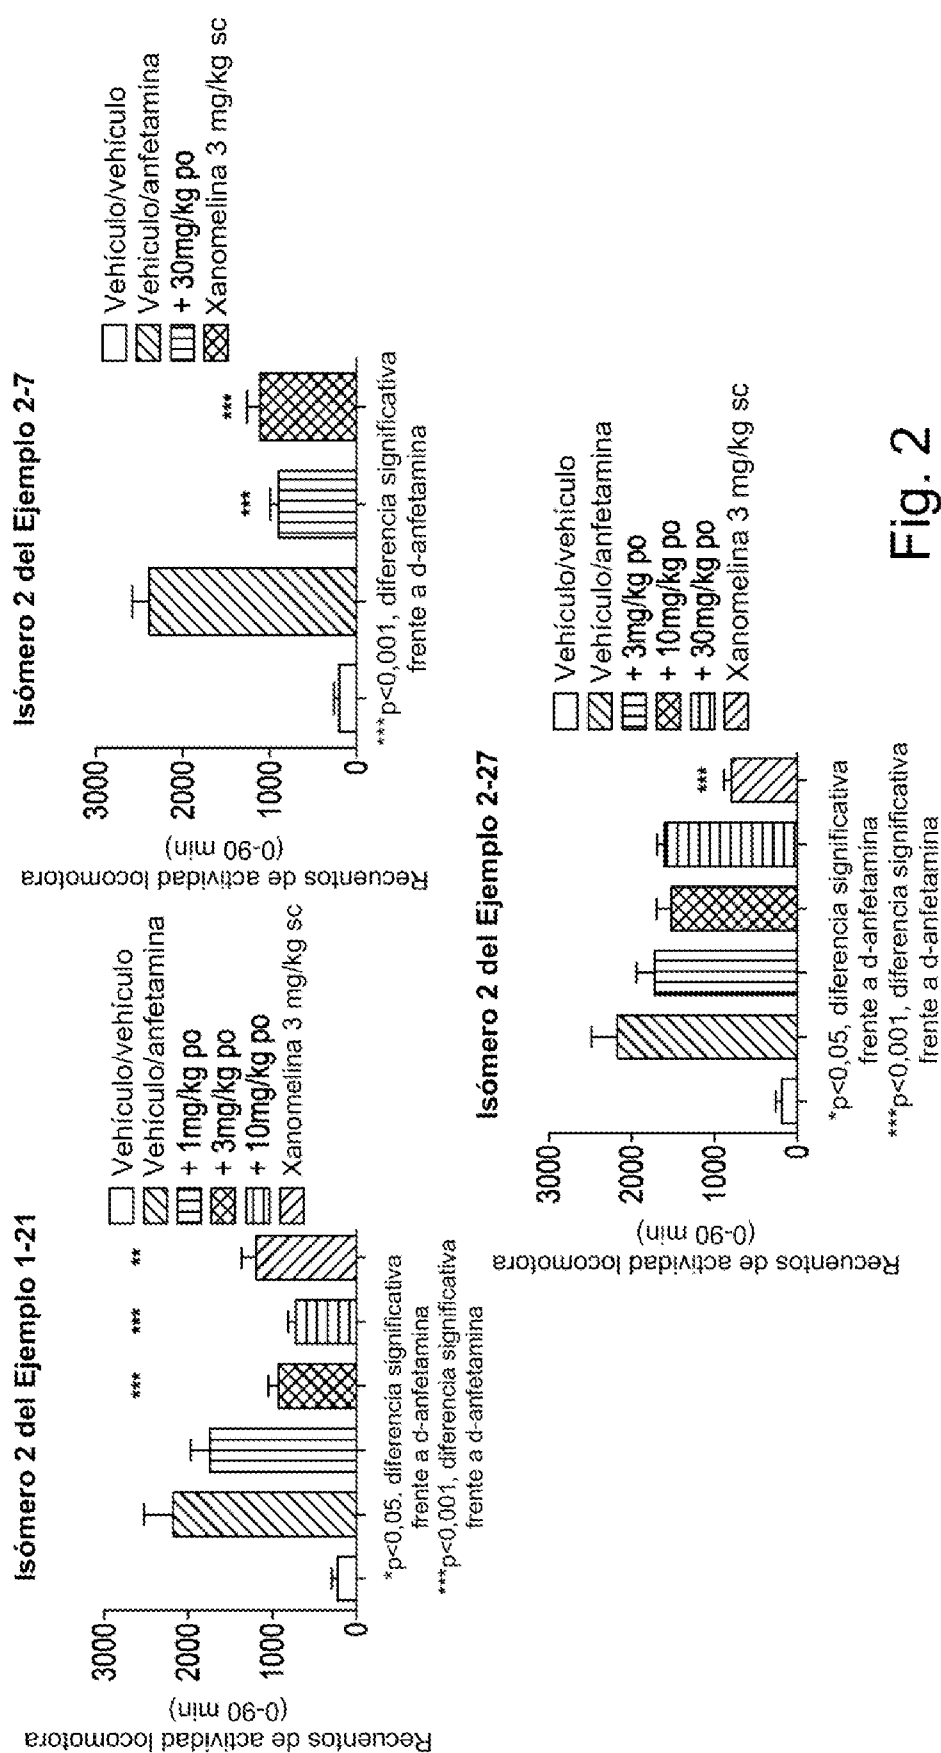 Isómero 2 del Ejemplo 1-21
Recuentos de actividad locomotora
(0-90 min)
3000
2000
1000
0
***
***
**
Vehículo/vehículo
Vehículo/anfetamina
+ 1mg/kg po
+ 3mg/kg po
+ 10mg/kg po
Xanomelina 3 mg/kg sc
*p<0,05, diferencia significativa
frente a d-anfetamina
***p<0,001, diferencia significativa
frente a d-anfetamina
Isómero 2 del Ejemplo 2-7
Recuentos de actividad locomotora
(0-90 min)
3000
2000
1000
0
***
***
Vehículo/vehículo
Vehículo/anfetamina
+ 30mg/kg po
Xanomelina 3 mg/kg sc
***p<0,001, diferencia significativa
frente a d-anfetamina
Isómero 2 del Ejemplo 2-27
Recuentos de actividad locomotora
(0-90 min)
3000
2000
1000
0
***
Vehículo/vehículo
Vehículo/anfetamina
+ 3mg/kg po
+ 10mg/kg po
+ 30mg/kg po
Xanomelina 3 mg/kg sc
*p<0,05, diferencia significativa
frente a d-anfetamina
***p<0,001, diferencia significativa
frente a d-anfetamina
Fig. 2